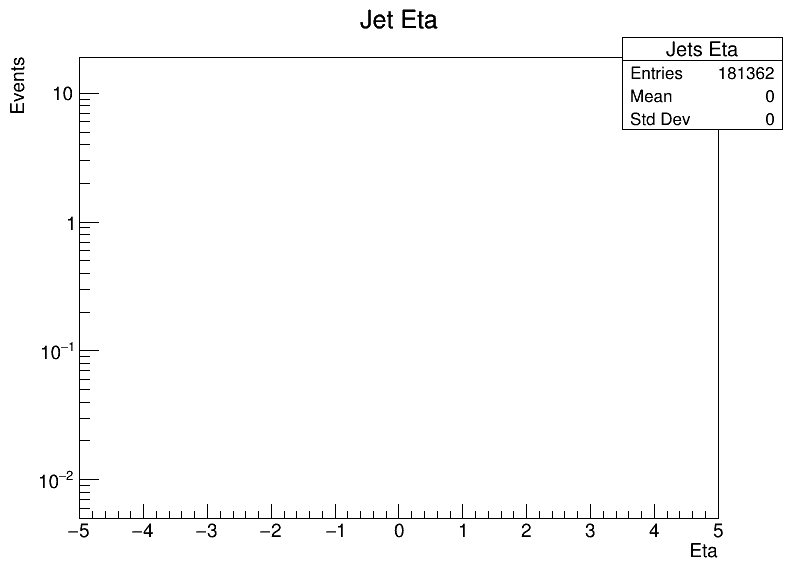 Jet Eta
Jets Eta
Entries 181362
Mean 0
Std Dev 0
Events
10
1
10⁻¹
10⁻²
−5 −4 −3 −2 −1 0 1 2 3 4 5
Eta